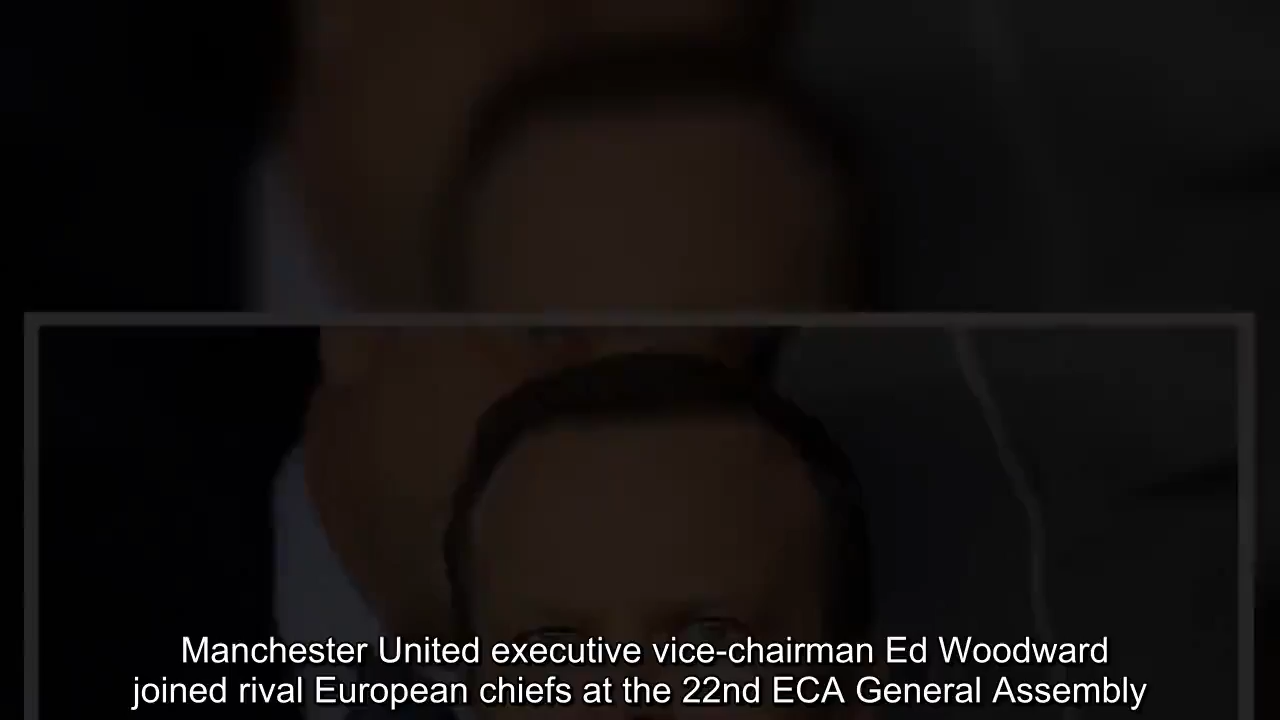 Manchester United executive vice-chairman Ed Woodward
joined rival European chiefs at the 22nd ECA General Assembly